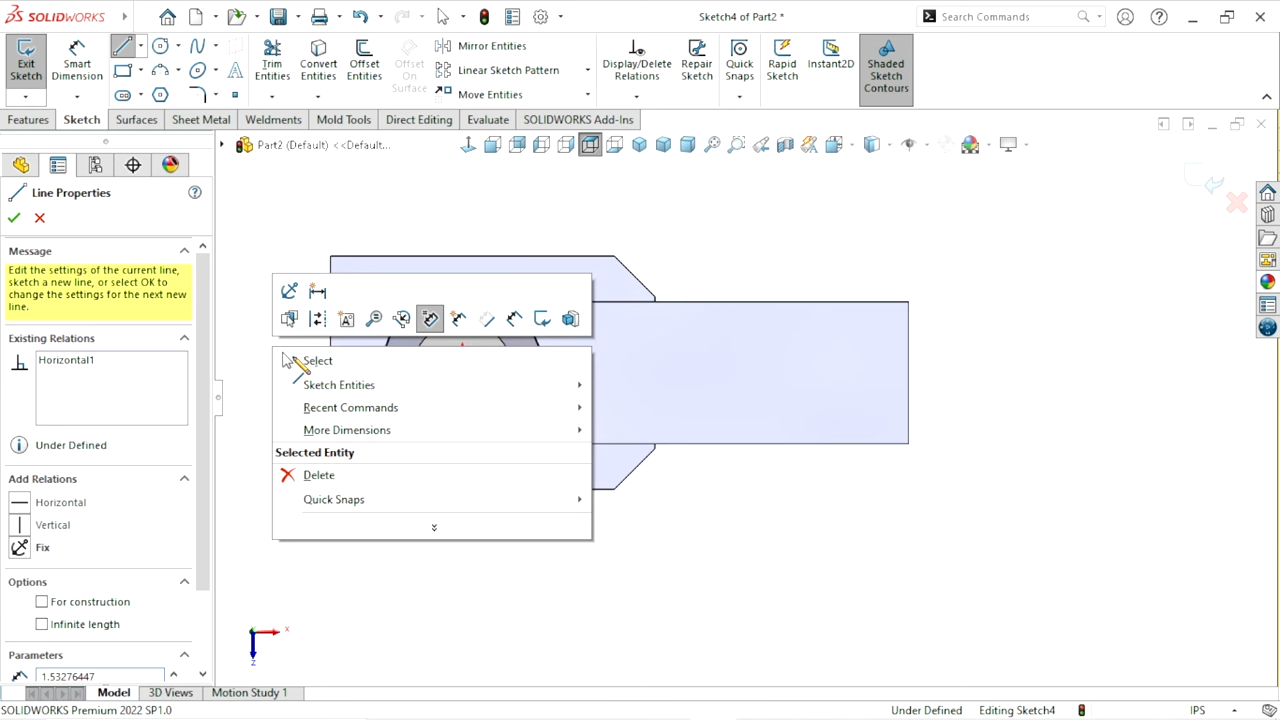 SOLIDWORKS
Sketch4 of Part2 *
Search Commands
Exit Sketch
Smart Dimension
Trim Entities
Convert Entities
Offset Entities
Offset On Surface
Mirror Entities
Linear Sketch Pattern
Move Entities
Display/Delete Relations
Repair Sketch
Quick Snaps
Rapid Sketch
Instant2D
Shaded Sketch Contours
Features
Sketch
Surfaces
Sheet Metal
Weldments
Mold Tools
Direct Editing
Evaluate
SOLIDWORKS Add-Ins
Part2 (Default) <<Default...
Line Properties
Message
Edit the settings of the current line,
sketch a new line, or select OK to
change the settings for the next new
line.
Existing Relations
Horizontal1
Under Defined
Add Relations
Horizontal
Vertical
Fix
Options
For construction
Infinite length
Parameters
1.53276447
Select
Sketch Entities
Recent Commands
More Dimensions
Selected Entity
Delete
Quick Snaps
x
z
Model
3D Views
Motion Study 1
SOLIDWORKS Premium 2022 SP1.0
Under Defined
Editing Sketch4
IPS